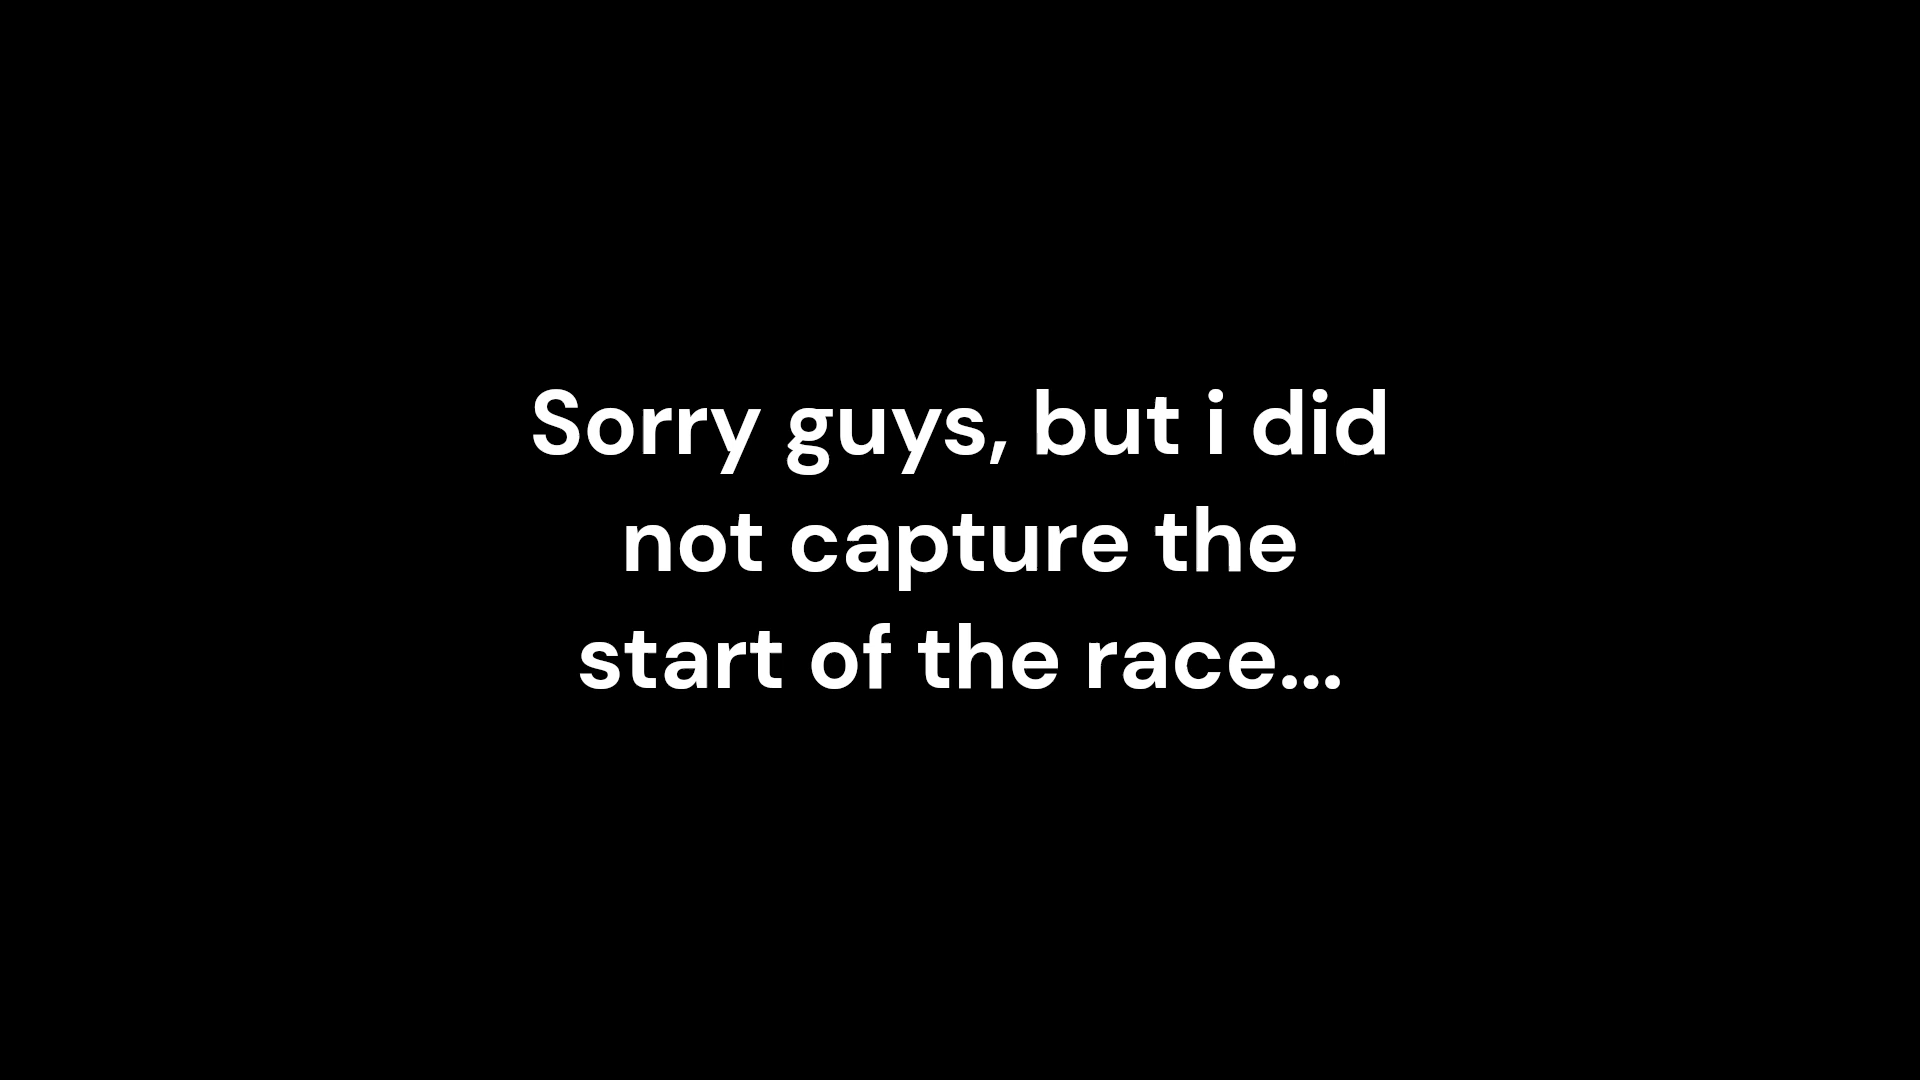 Sorry guys, but i did
not capture the
start of the race...